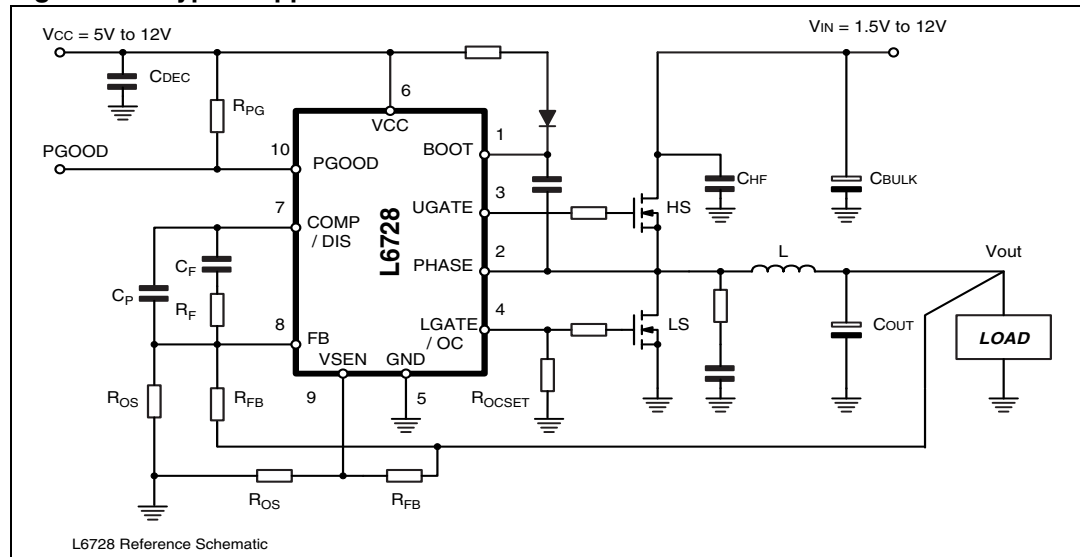 VCC = 5V to 12V
VIN = 1.5V to 12V
CDEC
6
RPG
VCC
1
BOOT
PGOOD
10
PGOOD
CHF
CBULK
3
UGATE
HS
7
COMP
/ DIS
L6728
2
PHASE
L
Vout
CF
CP
RF
4
LGATE
/ OC
LS
COUT
LOAD
8
FB
VSEN
GND
ROS
RFB
9
5
ROCSET
ROS
RFB
L6728 Reference Schematic